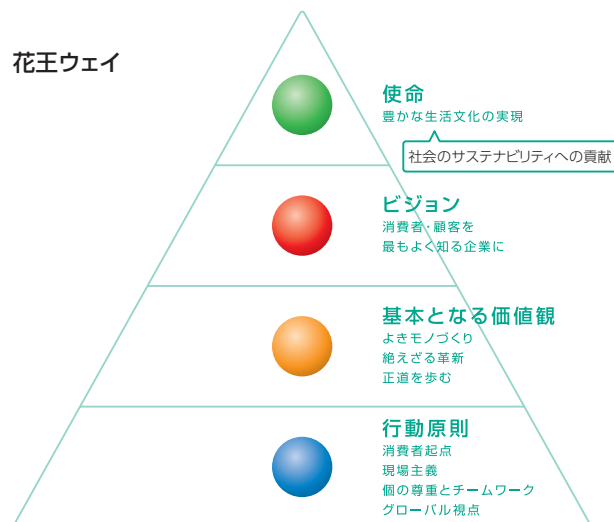 花王ウェイ
使命
豊かな生活文化の実現
社会のサステナビリティへの貢献
ビジョン
消費者・顧客を
最もよく知る企業に
基本となる価値観
よきモノづくり
絶えざる革新
正道を歩む
行動原則
消費者起点
現場主義
個の尊重とチームワーク
グローバル視点